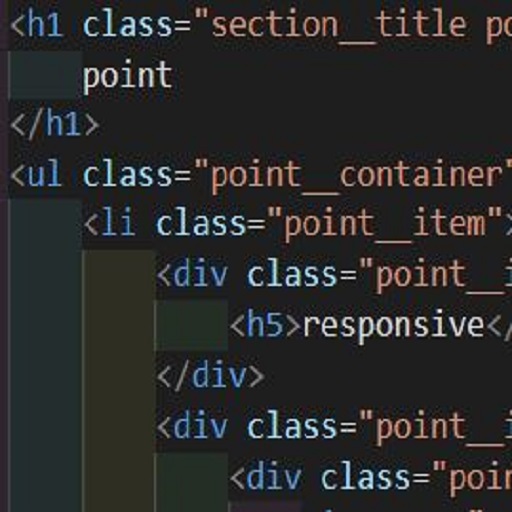 <h1 class="section__title po
point
</h1>
<ul class="point__container"
<li class="point__item">
<div class="point__i
<h5>responsive</
</div>
<div class="point__i
<div class="poin